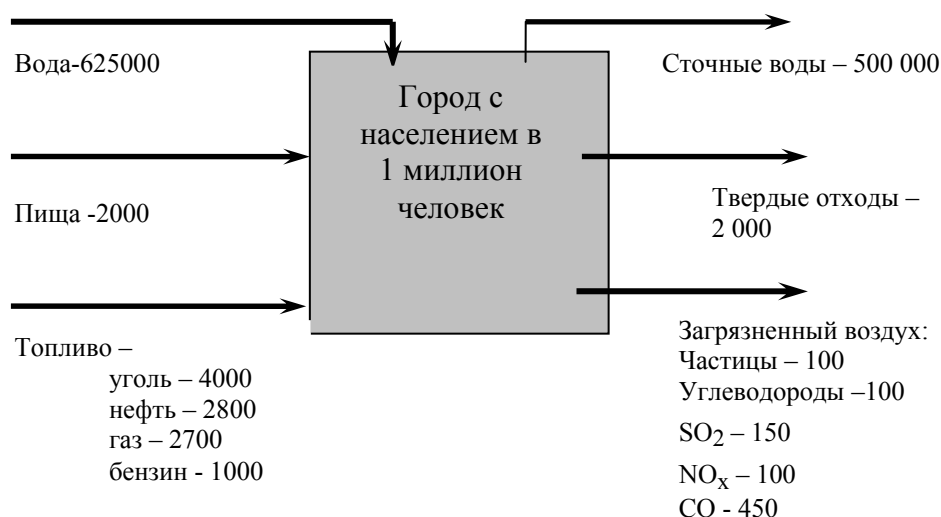 Вода-625000
Пища -2000
Топливо –
уголь – 4000
нефть – 2800
газ – 2700
бензин - 1000
Город с
населением в
1 миллион
человек
Сточные воды – 500 000
Твердые отходы –
2 000
Загрязненный воздух:
Частицы – 100
Углеводороды –100
SO2 – 150
NOx – 100
CO - 450